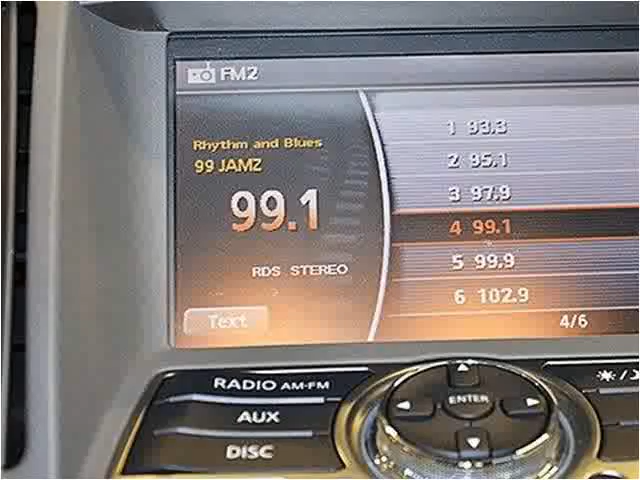 FM2
Rhythm and Blues
99 JAMZ
99.1
RDS STEREO
Text
1 93.3
2 95.1
3 97.9
4 99.1
5 99.9
6 102.9
4/6
RADIO AM-FM
AUX
DISC
ENTER